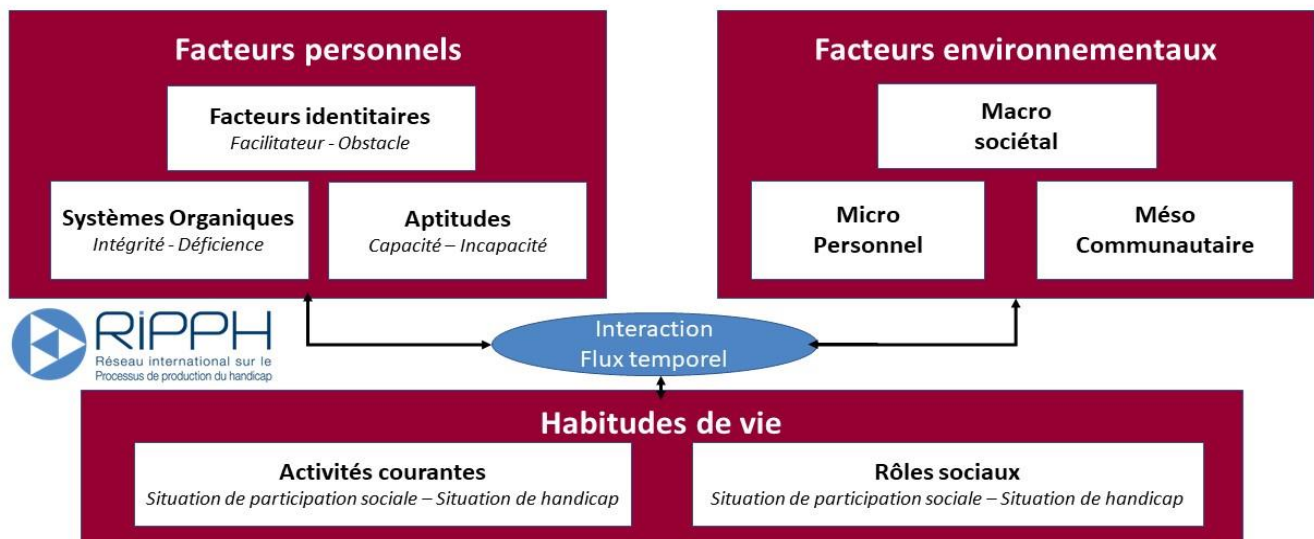 Facteurs personnels
Facteurs identitaires
Facilitateur - Obstacle
Systèmes Organiques
Intégrité - Déficience
Aptitudes
Capacité – Incapacité
Facteurs environnementaux
Macro
sociétal
Micro
Personnel
Méso
Communautaire
RIPPH
Réseau international sur le
Processus de production du handicap
Interaction
Flux temporel
Habitudes de vie
Activités courantes
Situation de participation sociale – Situation de handicap
Rôles sociaux
Situation de participation sociale – Situation de handicap